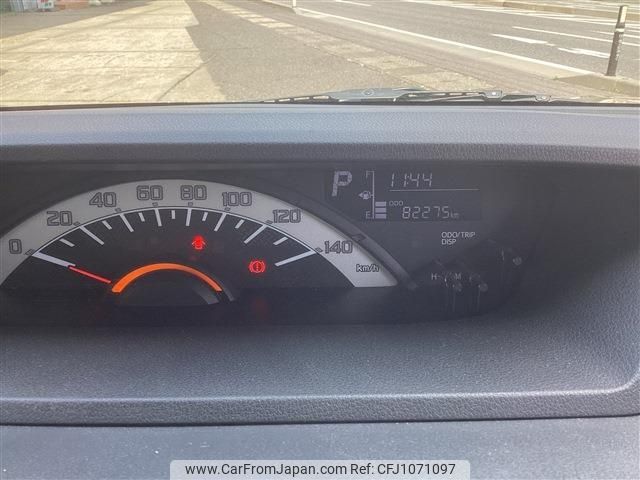 P F 11:44
ODO
E 82275km
0 20 40 60 80 100 120 140 km/h
ODO/TRIP
DISP
H M
www.CarFromJapan.com Ref:CFJ1071097